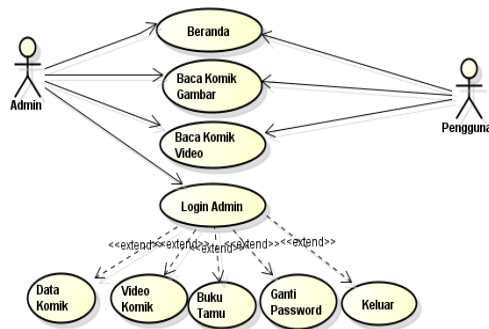 Beranda
Admin
Baca Komik
Gambar
Pengguna
Baca Komik
Video
Login Admin
<<extend>>
<<extend>>
<<extend>>
<<extend>>
<<extend>>
Data
Komik
Video
Komik
Buku
Tamu
Ganti
Password
Keluar